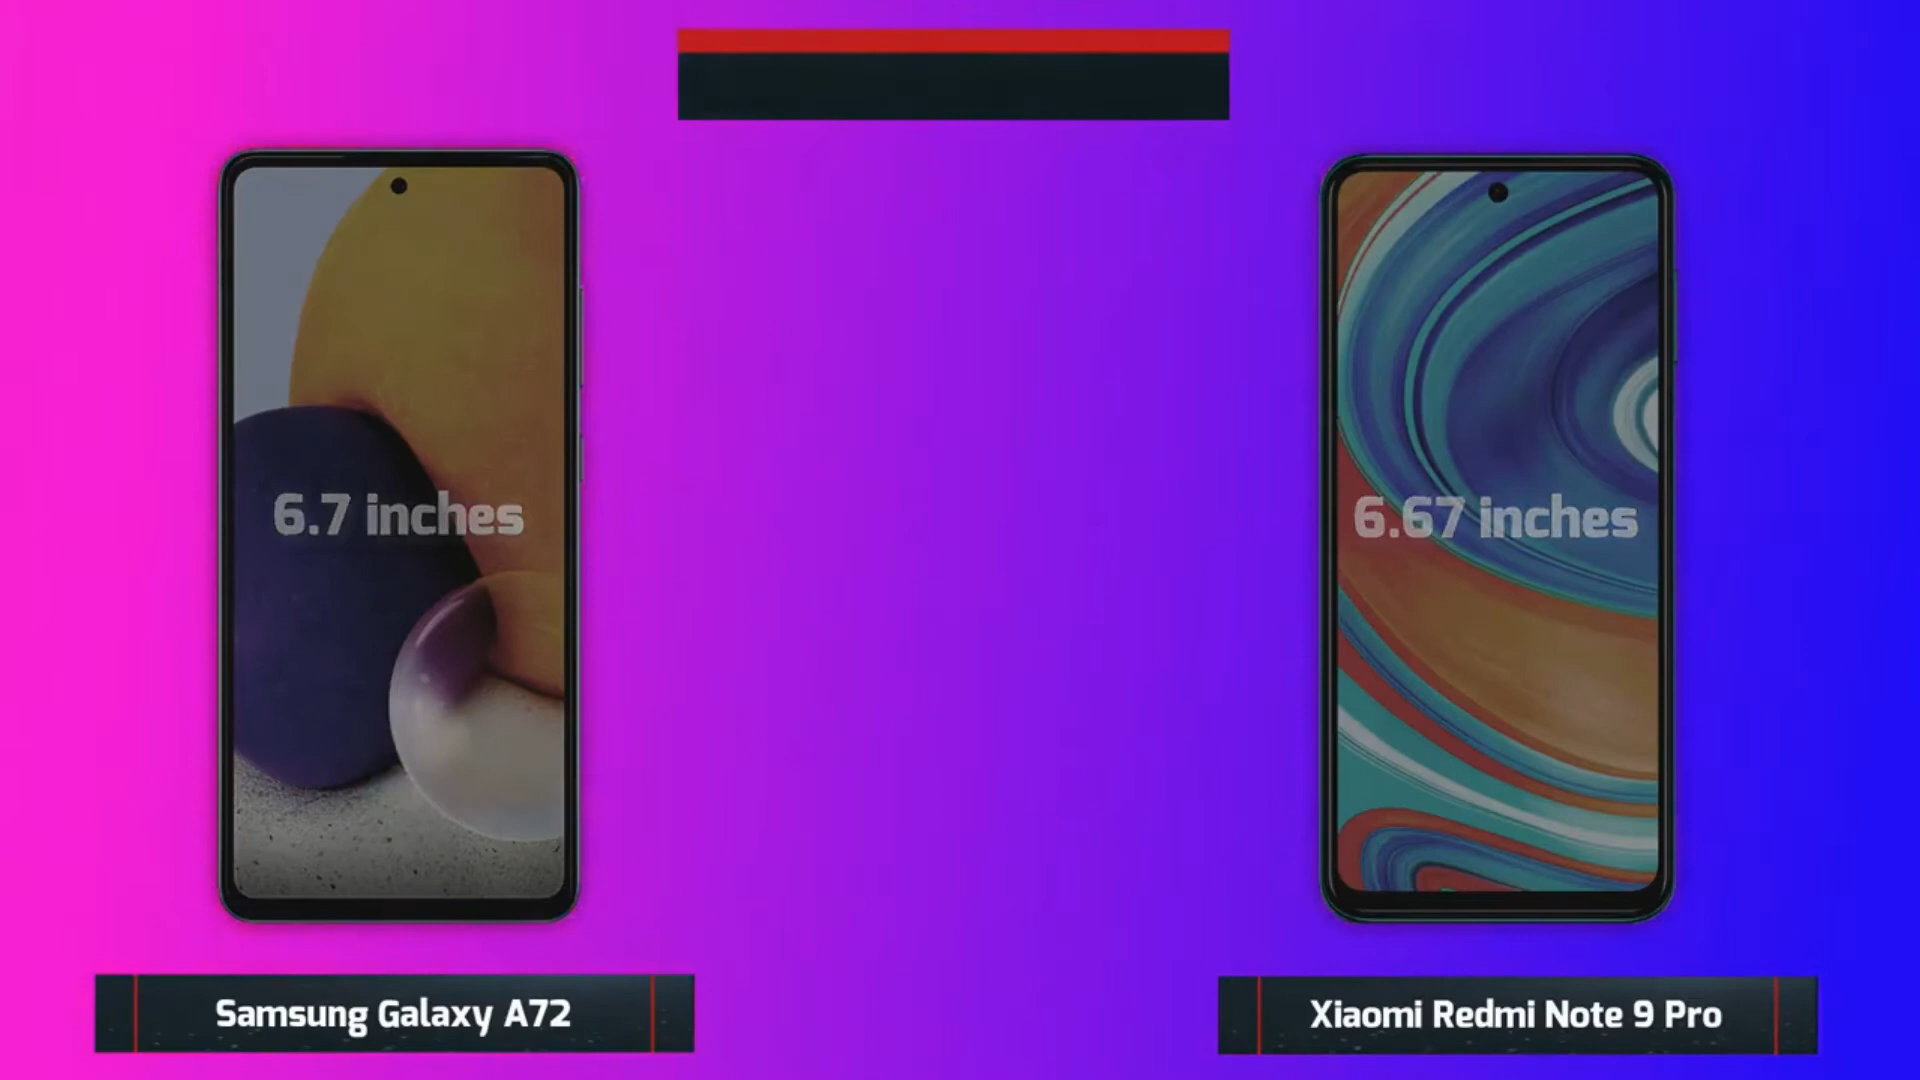 6.7 inches
6.67 inches
Samsung Galaxy A72
Xiaomi Redmi Note 9 Pro